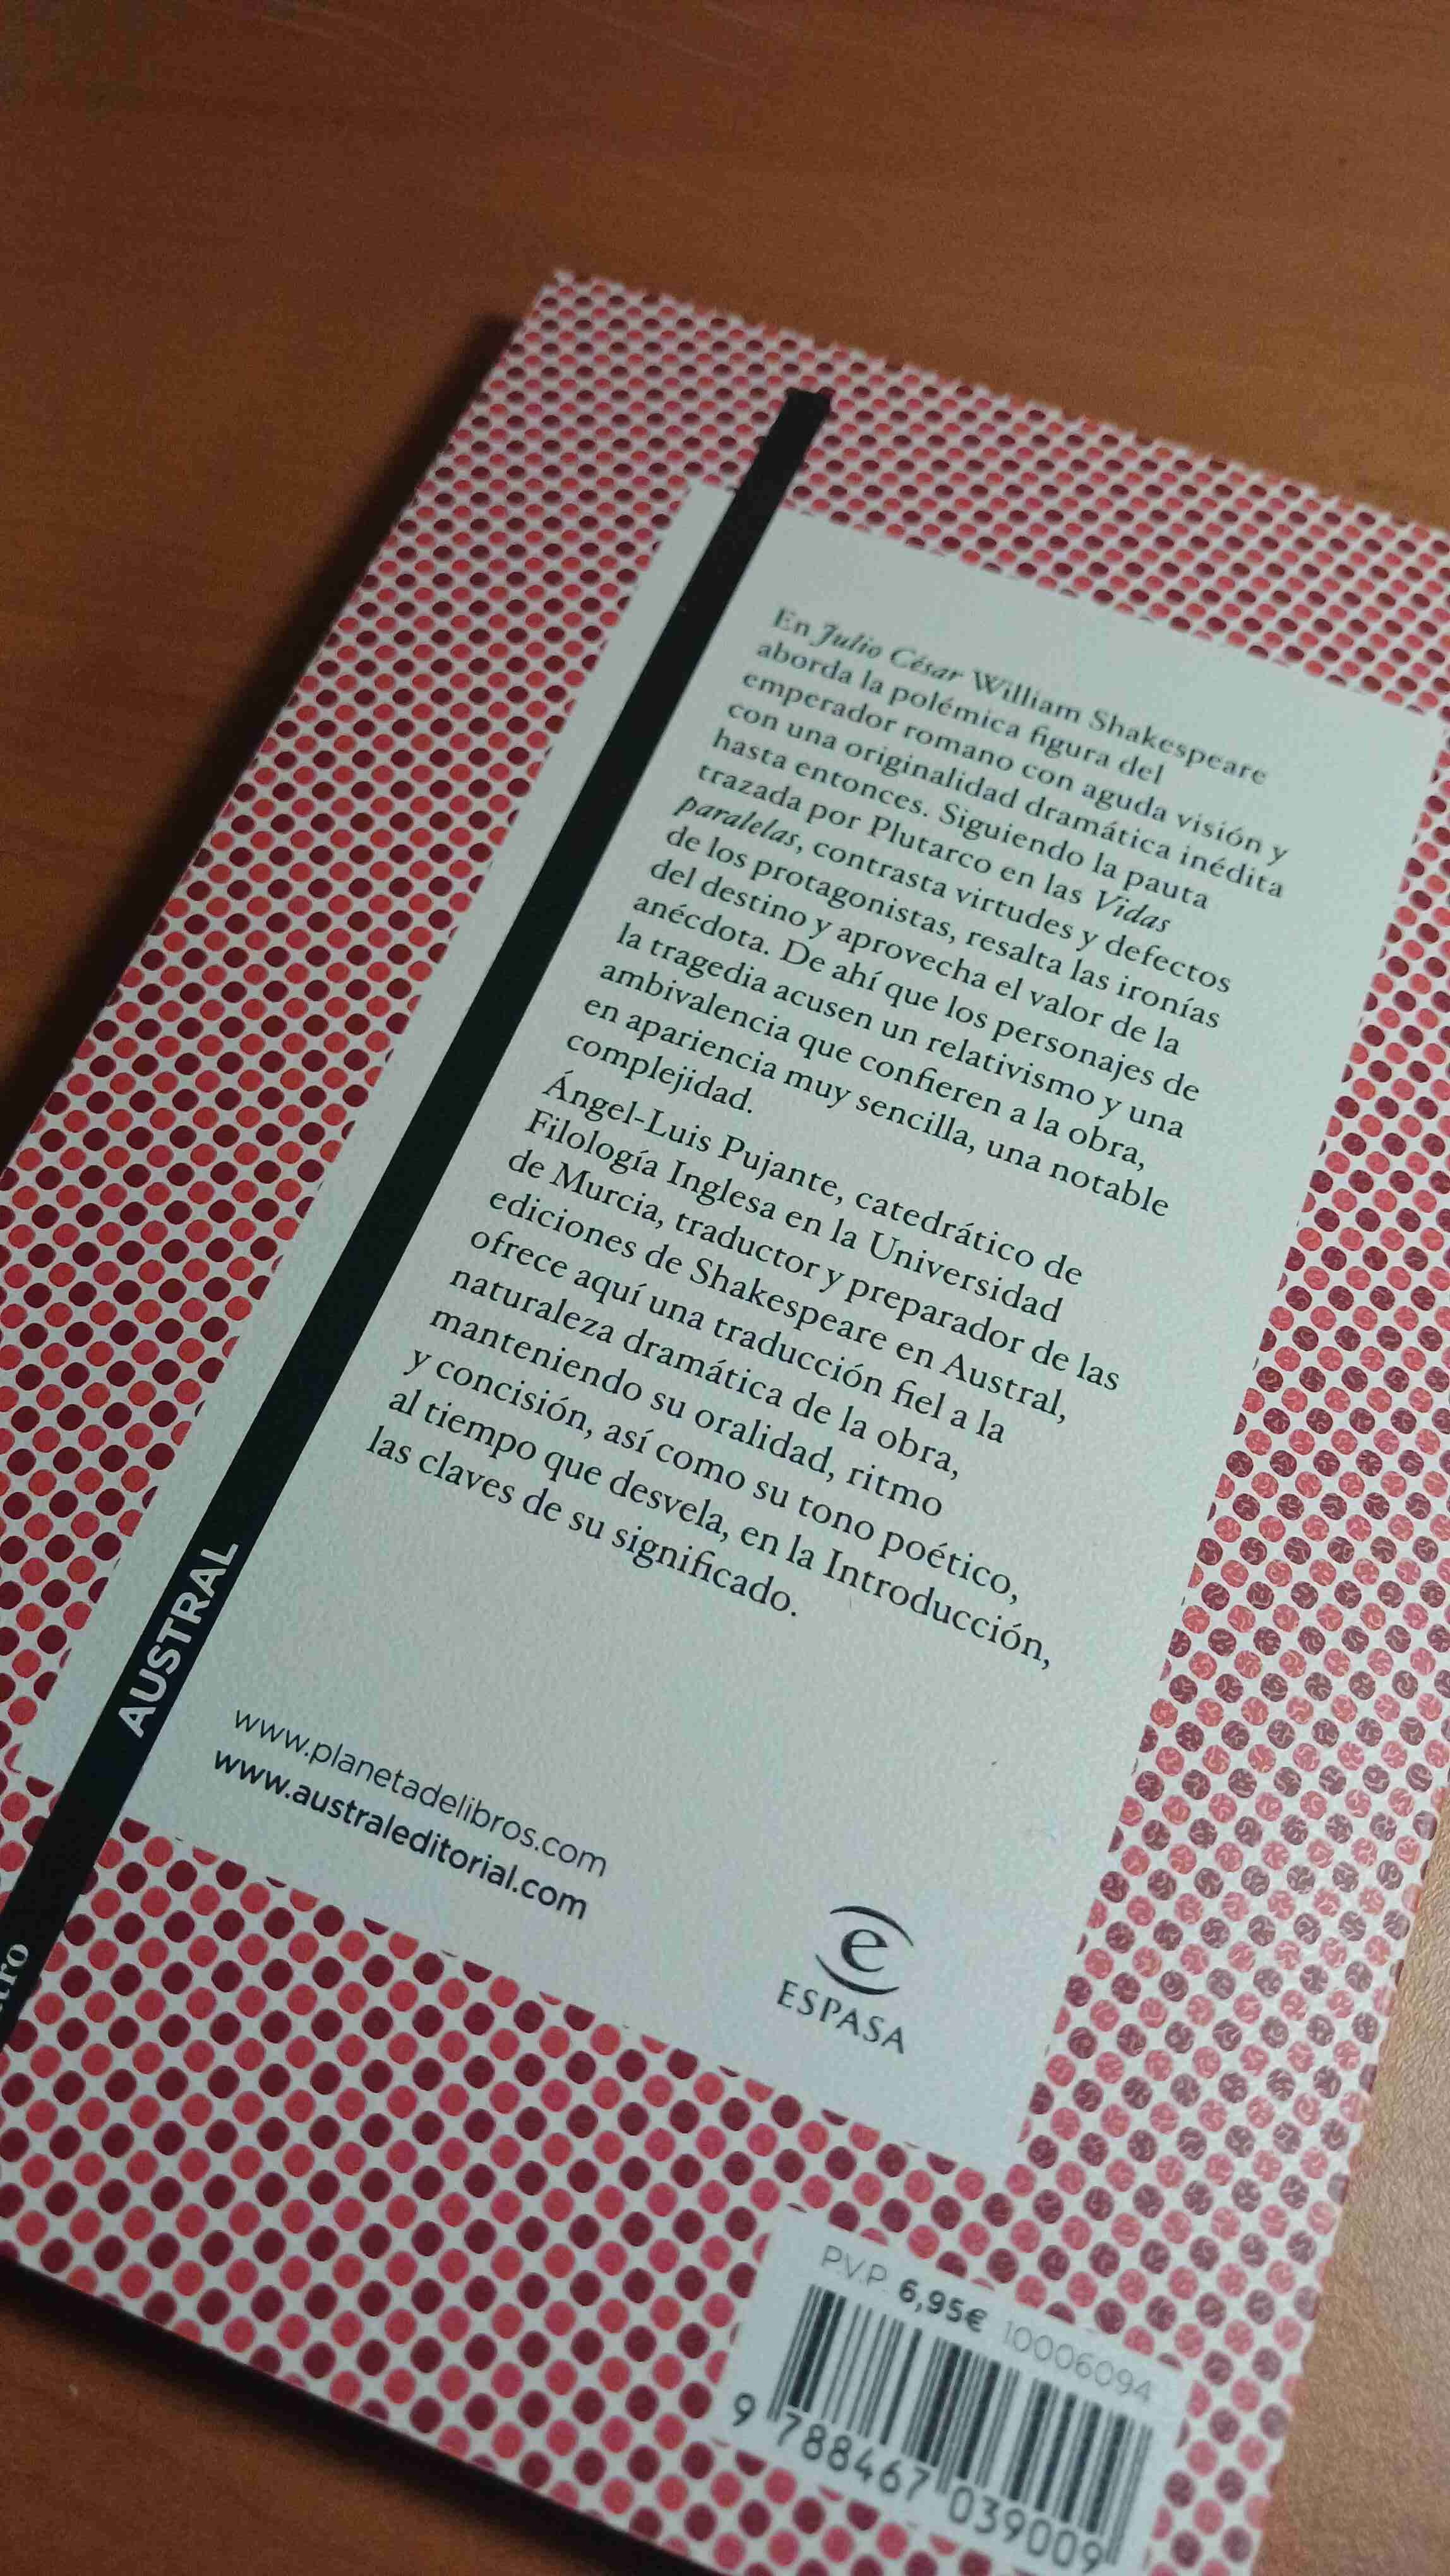 En Julio César William Shakespeare
aborda la polémica figura del
emperador romano con aguda visión y
con una originalidad dramática inédita
hasta entonces. Siguiendo la pauta
trazada por Plutarco en las Vidas
paralelas, contrasta virtudes y defectos
de los protagonistas, resalta las ironías
del destino y aprovecha el valor de la
anécdota. De ahí que los personajes de
la tragedia acusen un relativismo y una
ambivalencia que confieren a la obra,
en apariencia muy sencilla, una notable
complejidad.
Ángel-Luis Pujante, catedrático de
Filología Inglesa en la Universidad
de Murcia, traductor y preparador de las
ediciones de Shakespeare en Austral,
ofrece aquí una traducción fiel a la
naturaleza dramática de la obra,
manteniendo su oralidad, ritmo
y concisión, así como su tono poético,
al tiempo que desvela, en la Introducción,
las claves de su significado.
AUSTRAL
www.planetadelibros.com
www.australeditorial.com
e
ESPASA
P.V.P. 6,95€ 10006094
9 788467 039009